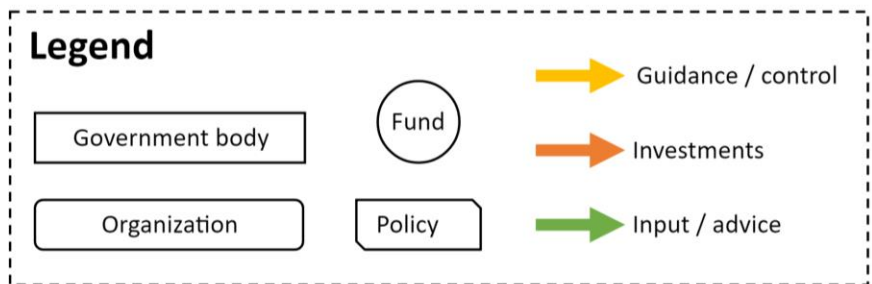 Legend
Government body
Organization
Fund
Policy
Guidance / control
Investments
Input / advice